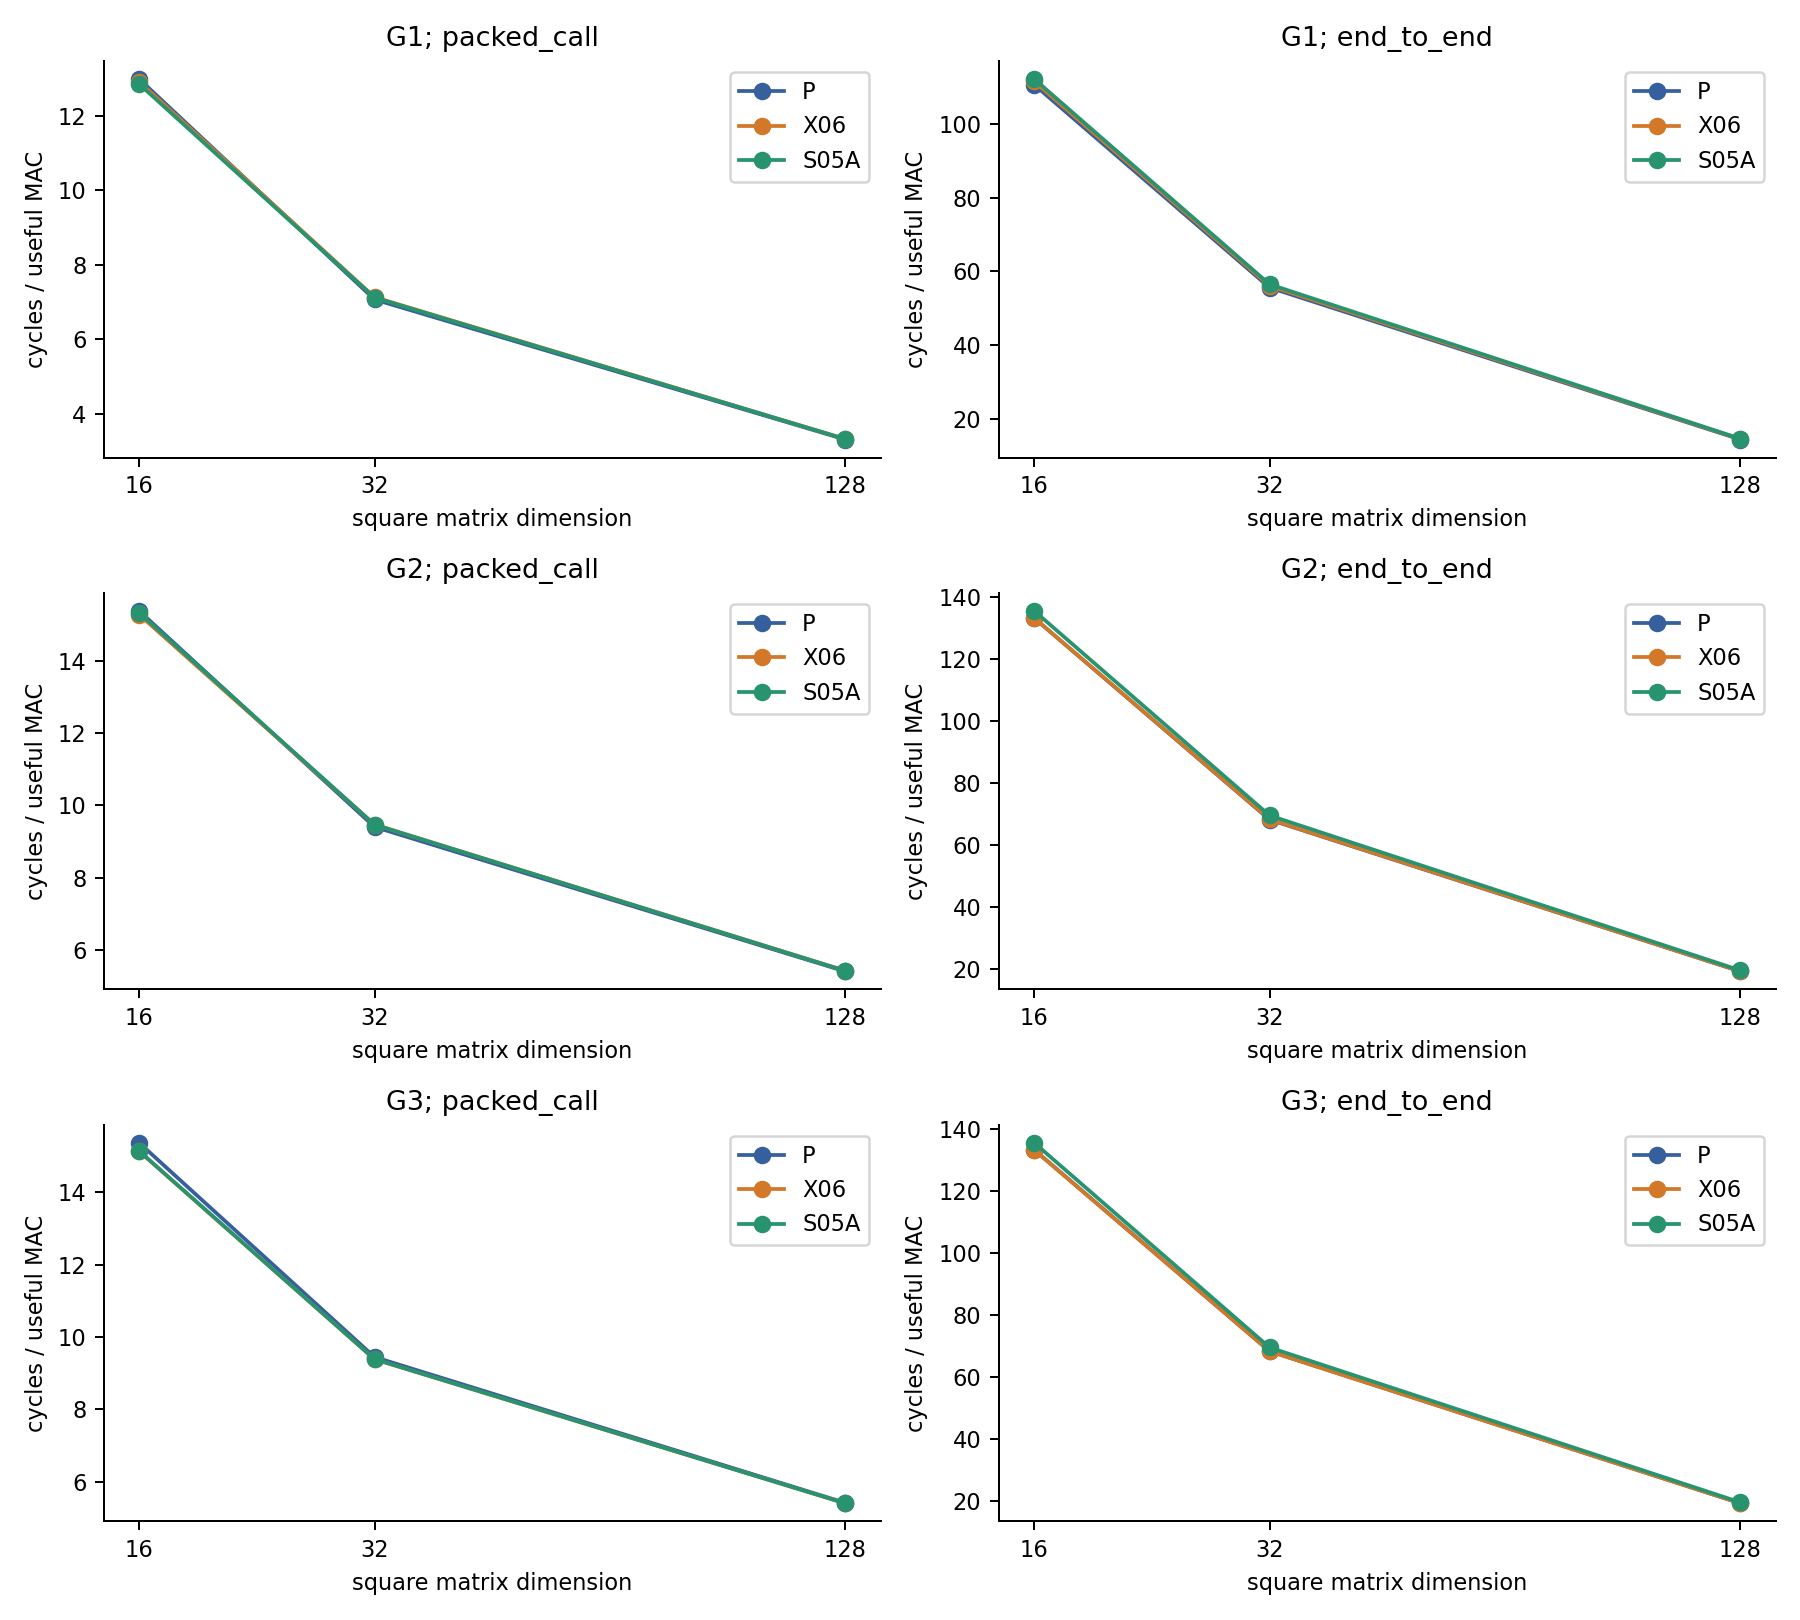 G1; packed_call
cycles / useful MAC
12
10
8
6
4
P
X06
S05A
16
32
128
square matrix dimension
G1; end_to_end
cycles / useful MAC
100
80
60
40
20
P
X06
S05A
16
32
128
square matrix dimension
G2; packed_call
cycles / useful MAC
14
12
10
8
6
P
X06
S05A
16
32
128
square matrix dimension
G2; end_to_end
cycles / useful MAC
140
120
100
80
60
40
20
P
X06
S05A
16
32
128
square matrix dimension
G3; packed_call
cycles / useful MAC
14
12
10
8
6
P
X06
S05A
16
32
128
square matrix dimension
G3; end_to_end
cycles / useful MAC
140
120
100
80
60
40
20
P
X06
S05A
16
32
128
square matrix dimension